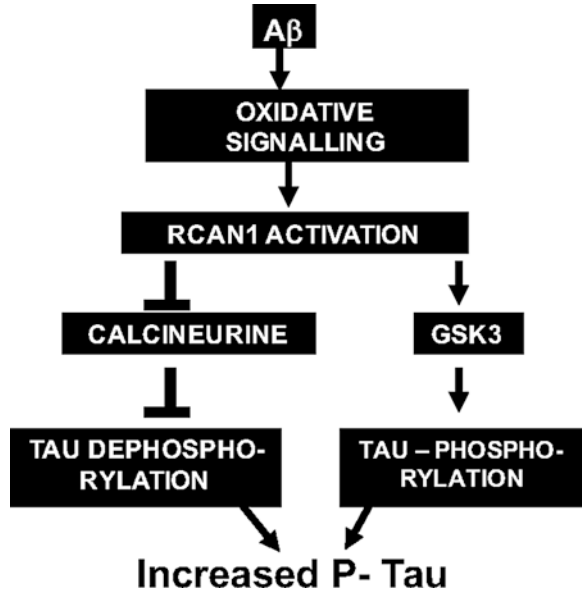 Aβ
OXIDATIVE
SIGNALLING
RCAN1 ACTIVATION
CALCINEURINE
GSK3
TAU DEPHOSPHO-
RYLATION
TAU – PHOSPHO-
RYLATION
Increased P- Tau